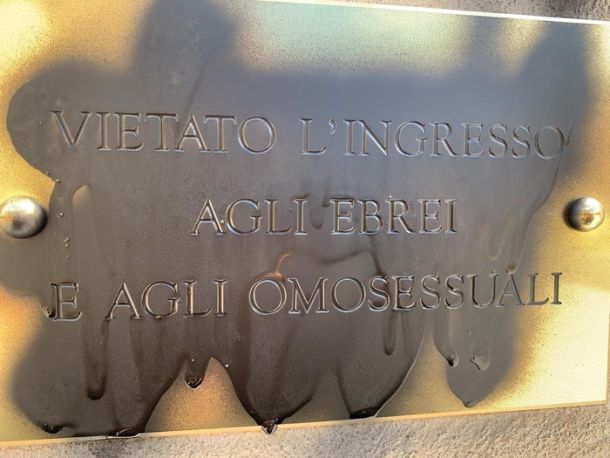 VIETATO L'INGRESSO
AGLI EBREI
E AGLI OMOSESSUALI